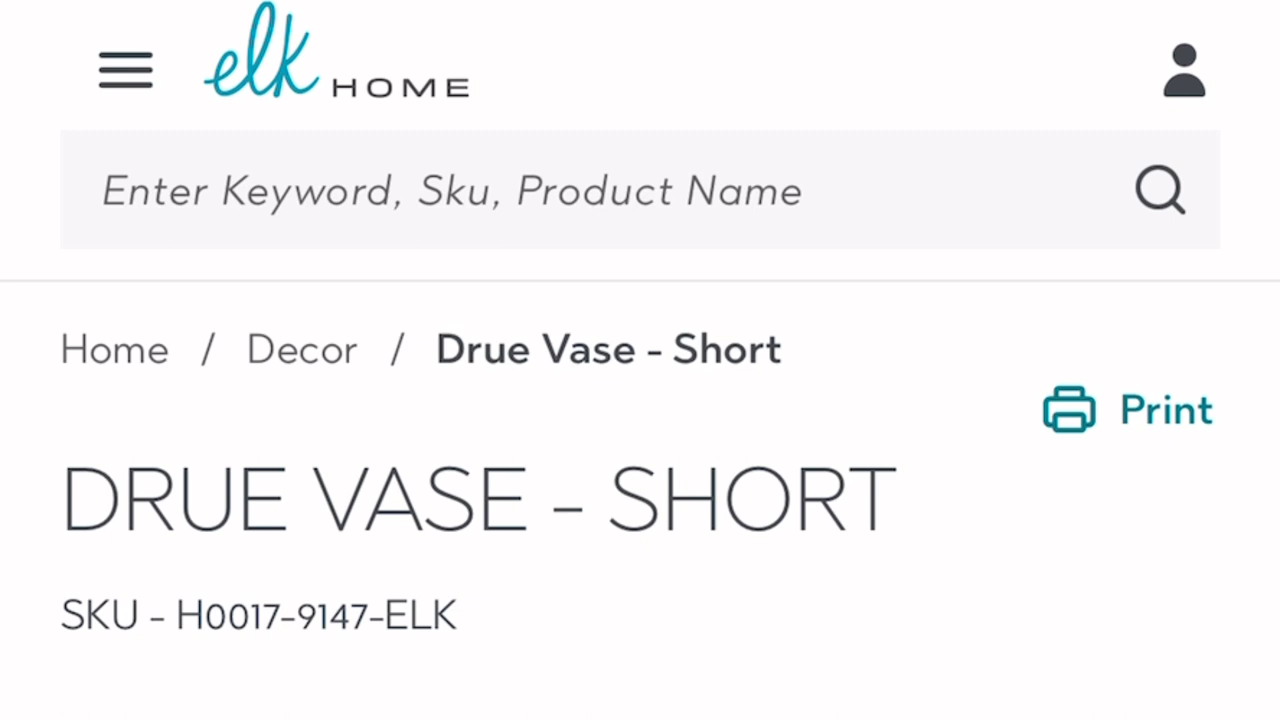 elk HOME
Enter Keyword, Sku, Product Name
Home / Decor / Drue Vase - Short
Print
DRUE VASE - SHORT
SKU - H0017-9147-ELK